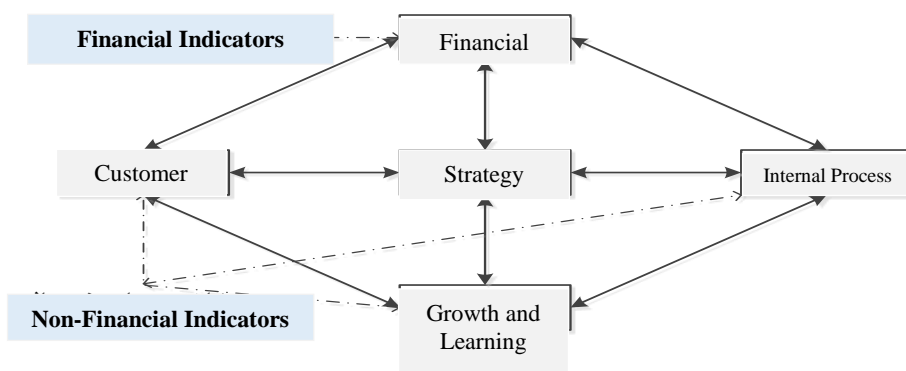 Financial Indicators
Financial
Customer
Strategy
Internal Process
Non-Financial Indicators
Growth and
Learning